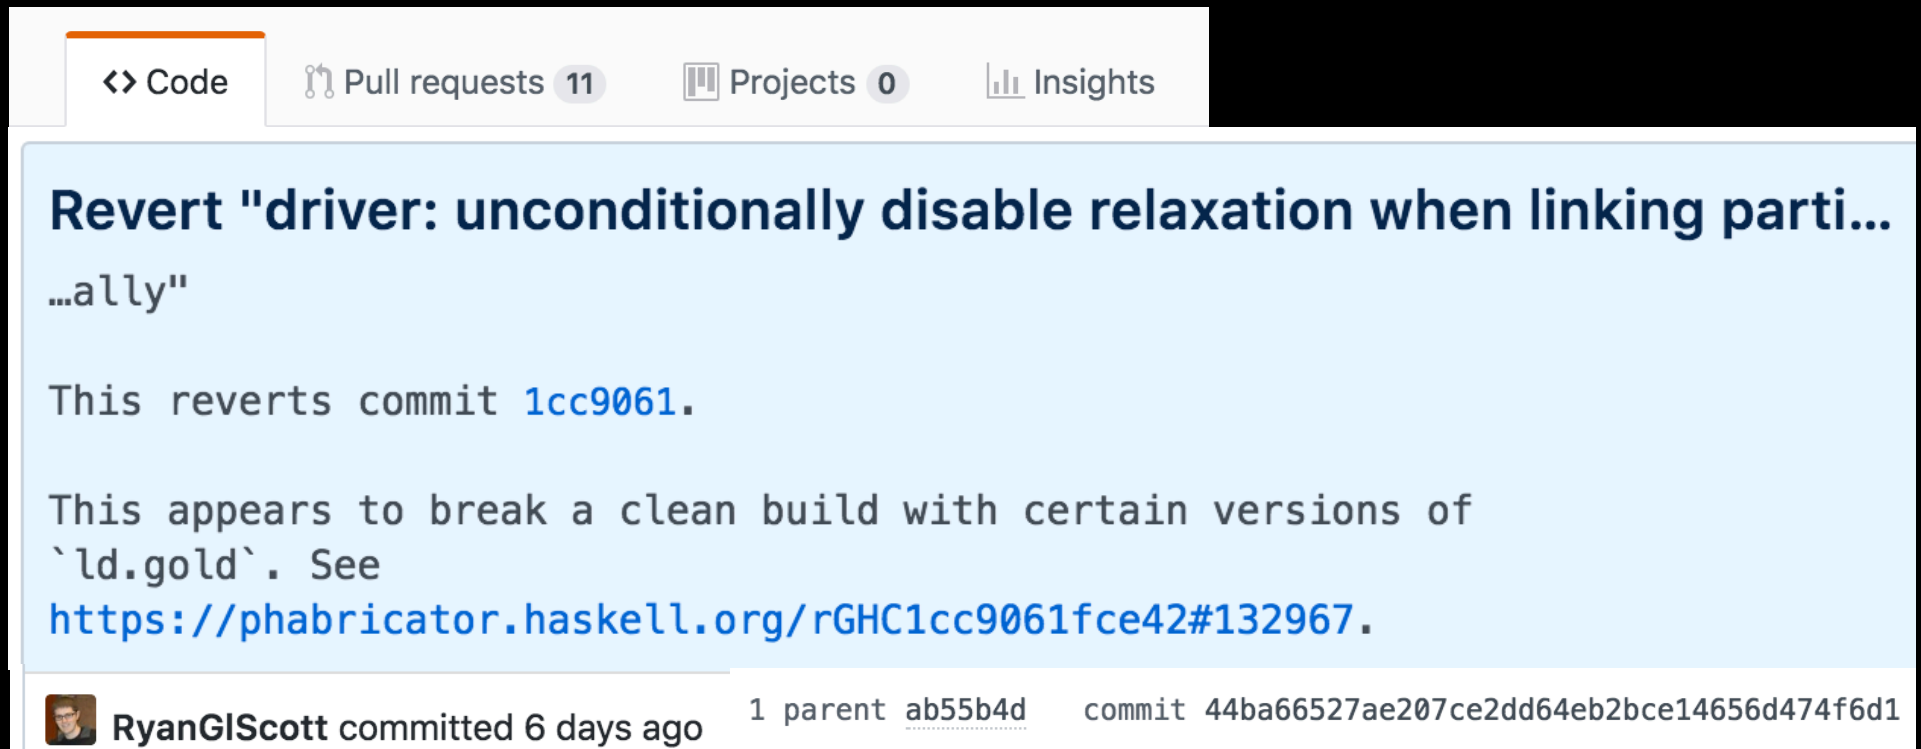 <> Code Pull requests 11 Projects 0 Insights
Revert "driver: unconditionally disable relaxation when linking parti...
…ally"
This reverts commit 1cc9061.
This appears to break a clean build with certain versions of
`ld.gold`. See
https://phabricator.haskell.org/rGHC1cc9061fce42#132967.
RyanGlScott committed 6 days ago 1 parent ab55b4d commit 44ba66527ae207ce2dd64eb2bce14656d474f6d1